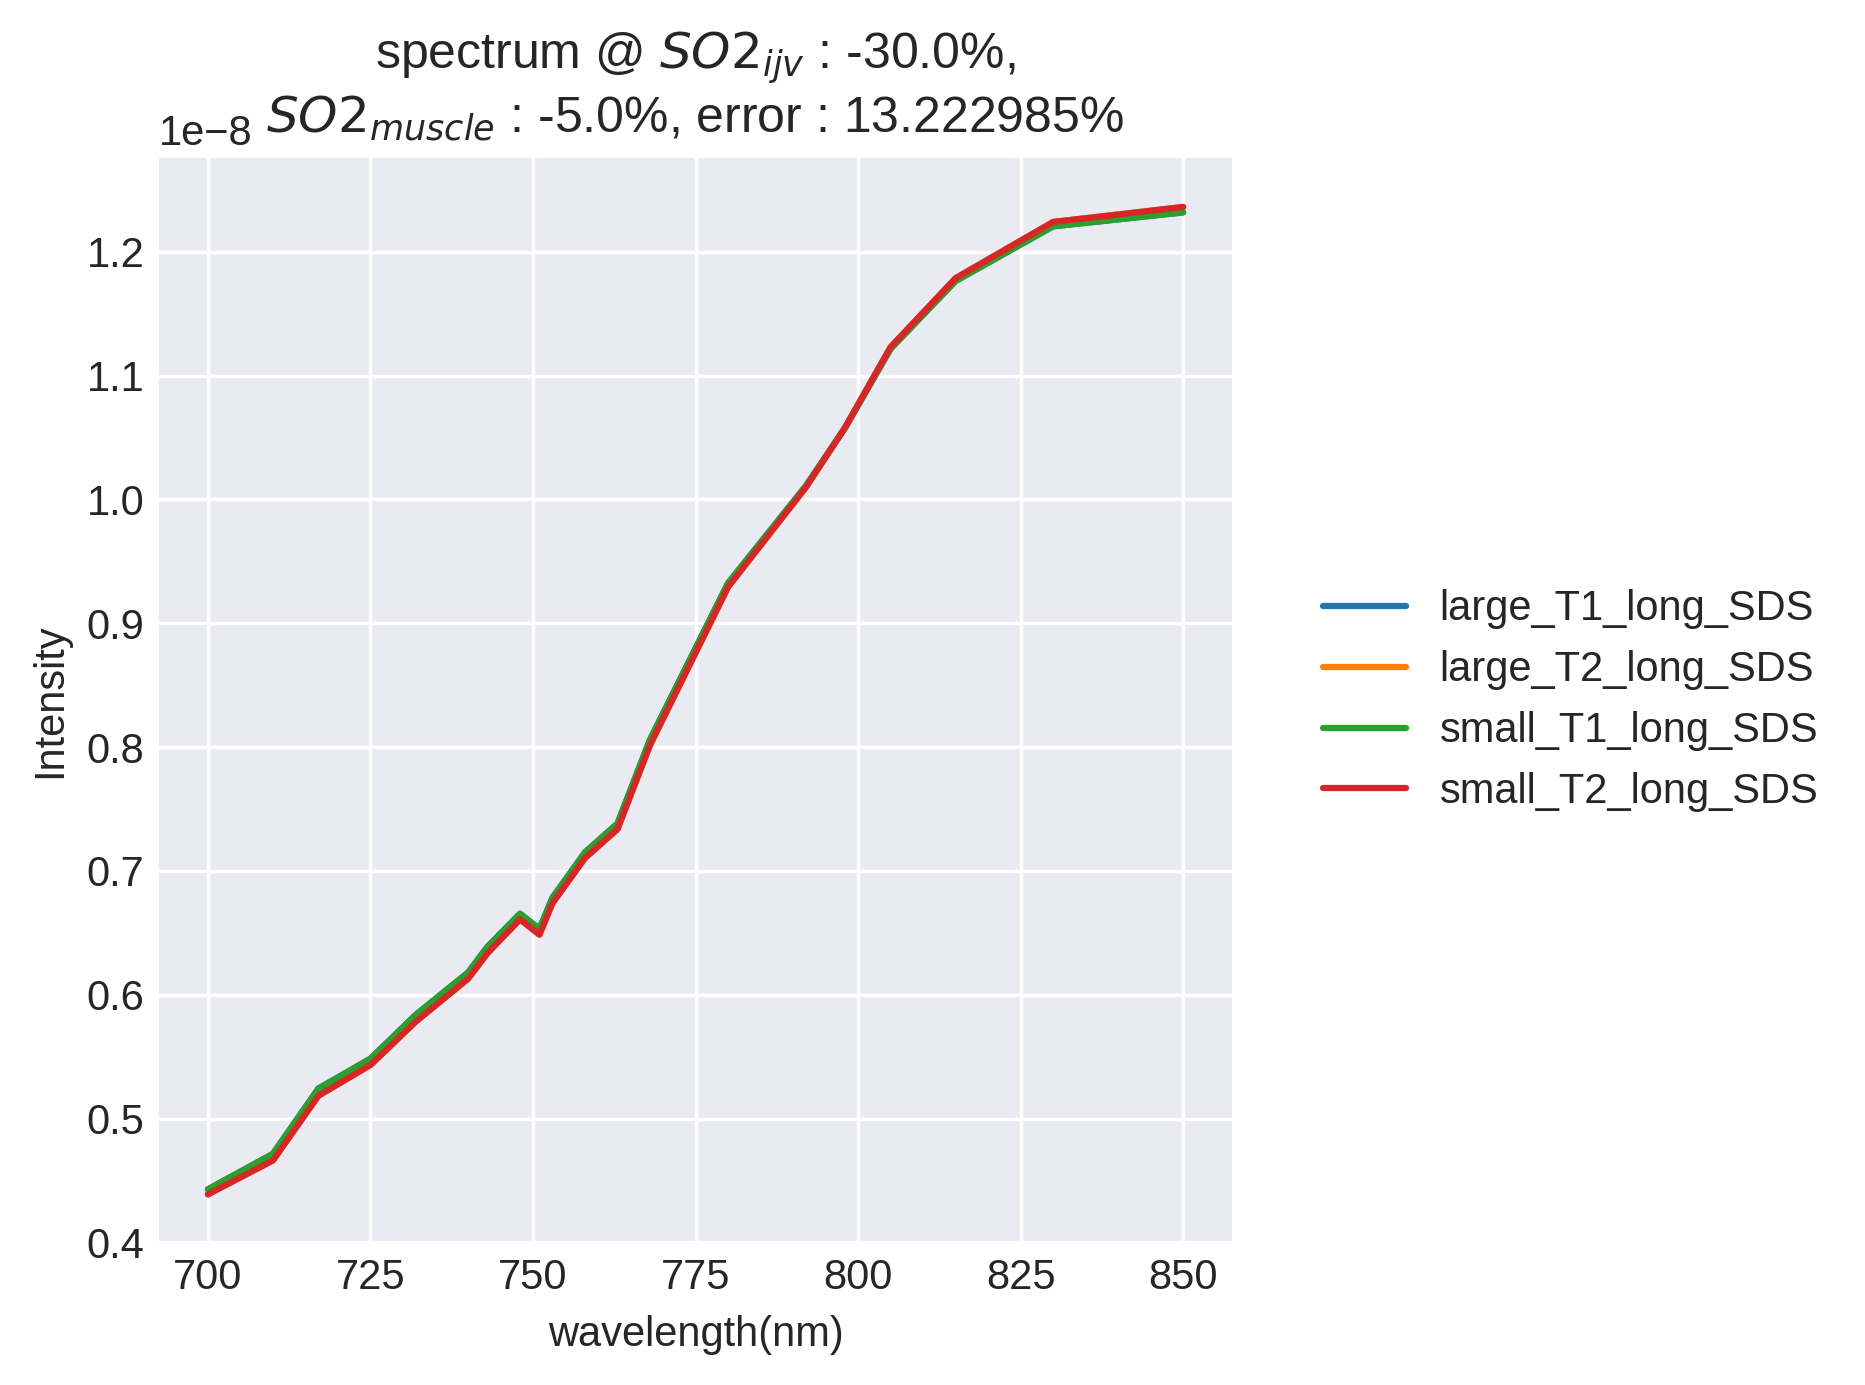 spectrum @ SO2ijv : -30.0%,
SO2muscle : -5.0%, error : 13.222985%
1e−8
1.2
1.1
1.0
0.9
0.8
0.7
0.6
0.5
0.4
Intensity
700 725 750 775 800 825 850
wavelength(nm)
large_T1_long_SDS
large_T2_long_SDS
small_T1_long_SDS
small_T2_long_SDS